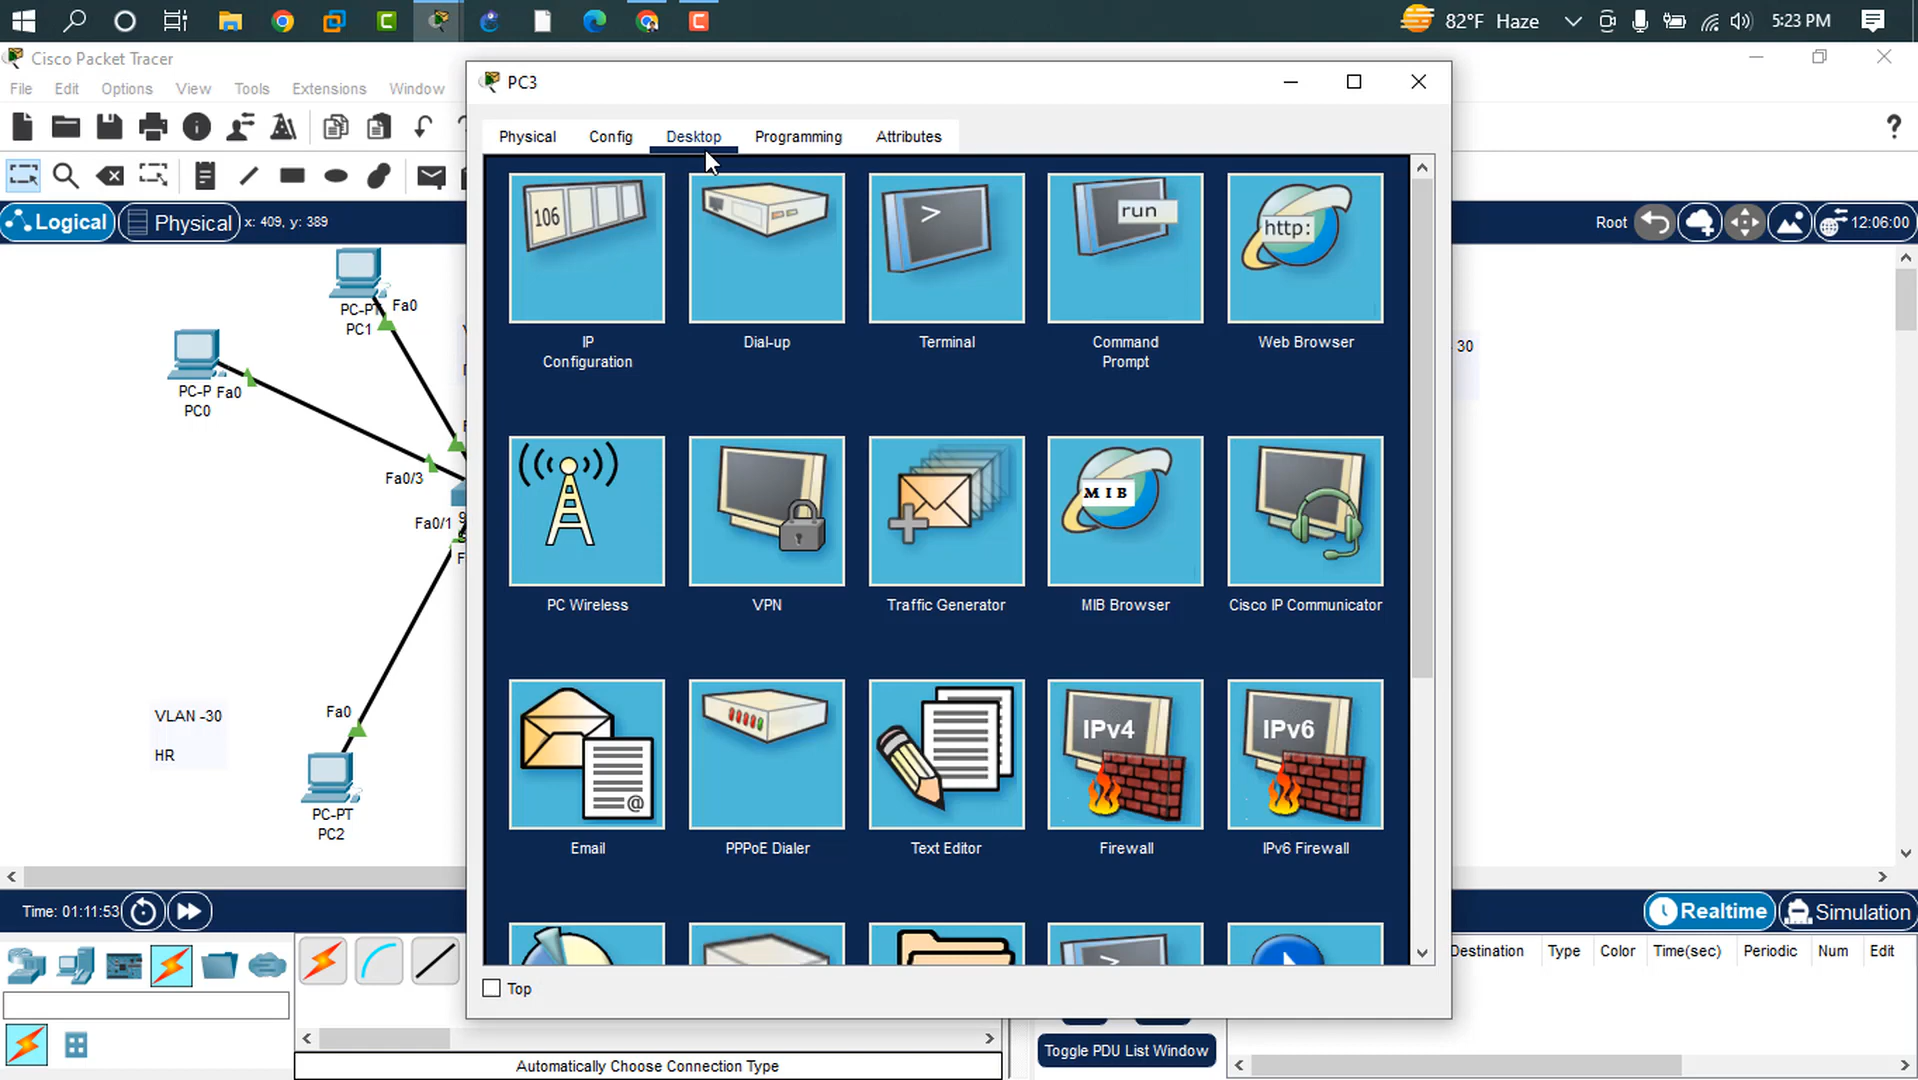 82°F Haze
5:23 PM
Cisco Packet Tracer
File Edit Options View Tools Extensions Window
Logical
Physical
x: 409, y: 389
Root
12:06:00
PC3
Physical Config Desktop Programming Attributes
106
>
run
http:
IP
Configuration
Dial-up
Terminal
Command
Prompt
Web Browser
MIB
PC Wireless
VPN
Traffic Generator
MIB Browser
Cisco IP Communicator
@
IPv4
IPv6
Email
PPPoE Dialer
Text Editor
Firewall
IPv6 Firewall
>
Top
PC-PT
PC1
Fa0
PC-P
PC0
Fa0
Fa0/3
Fa0/1
Fa0
VLAN -30
HR
PC-PT
PC2
30
Time: 01:11:53
Realtime
Simulation
Destination Type Color Time(sec) Periodic Num Edit
Toggle PDU List Window
Automatically Choose Connection Type